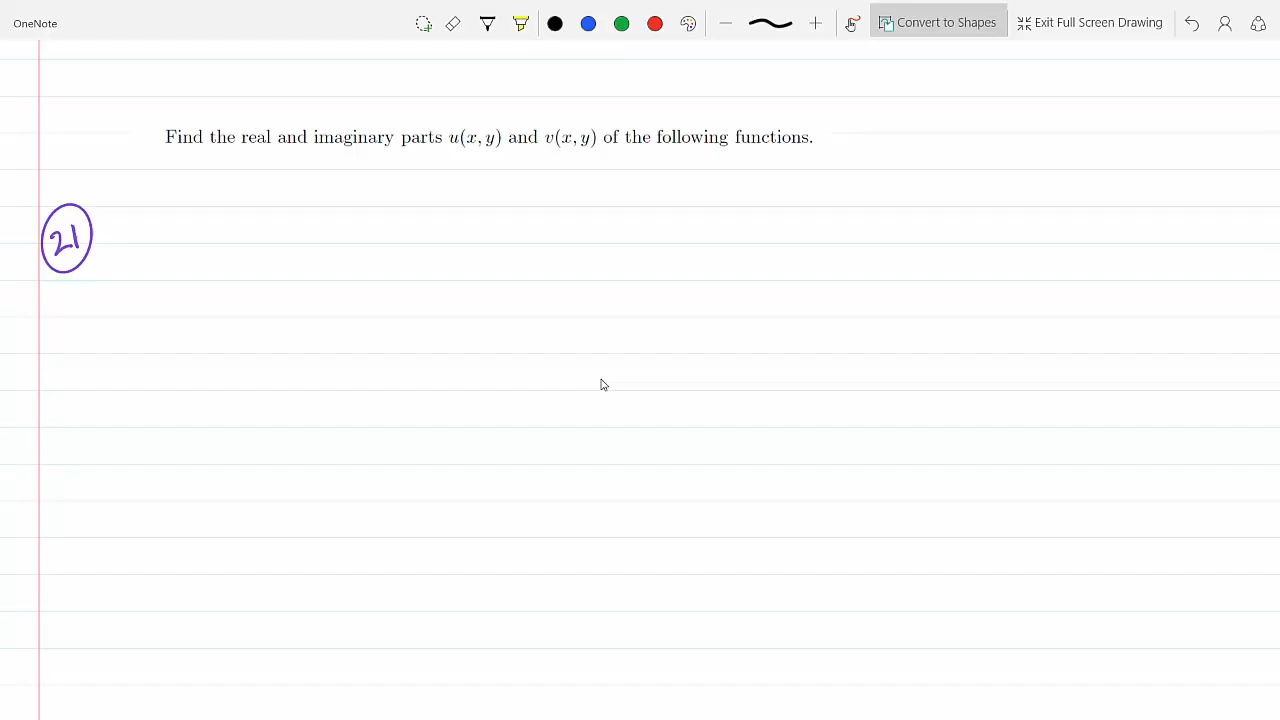 OneNote
Convert to Shapes
Exit Full Screen Drawing
Find the real and imaginary parts u(x, y) and v(x, y) of the following functions.
21